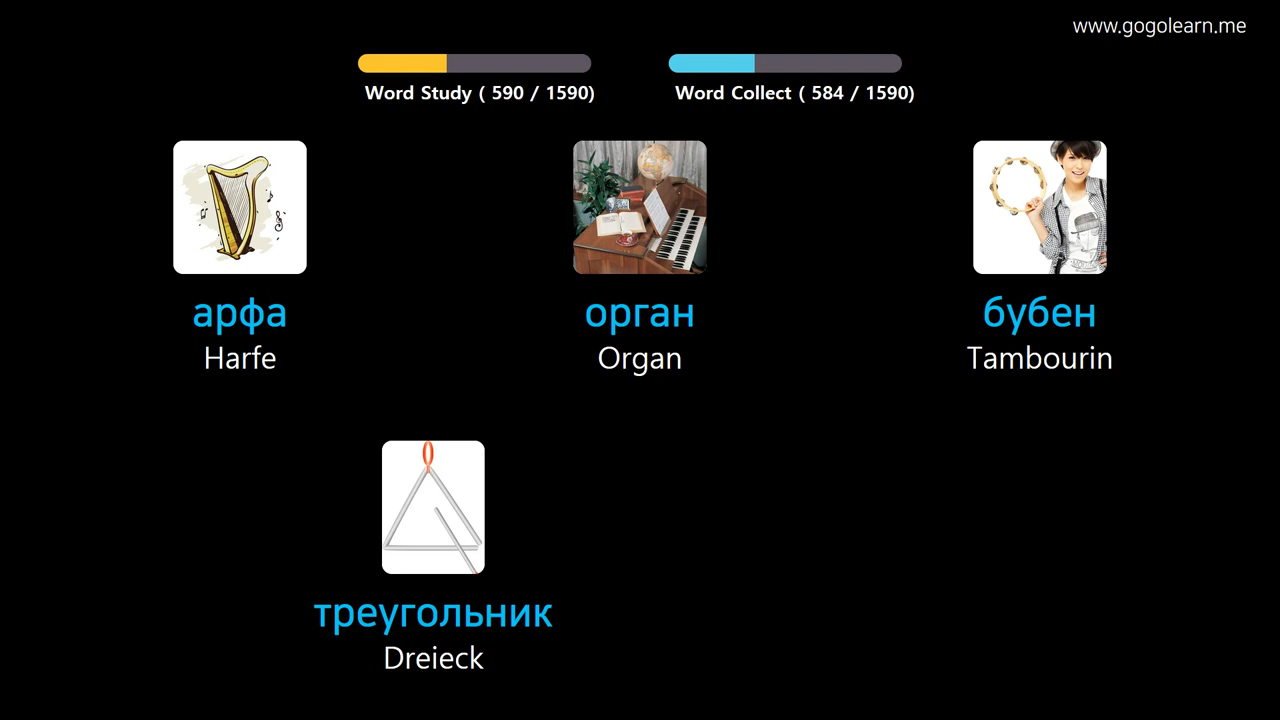 www.gogolearn.me
Word Study ( 590 / 1590)
Word Collect ( 584 / 1590)
арфа
Harfe
орган
Organ
бубен
Tambourin
треугольник
Dreieck